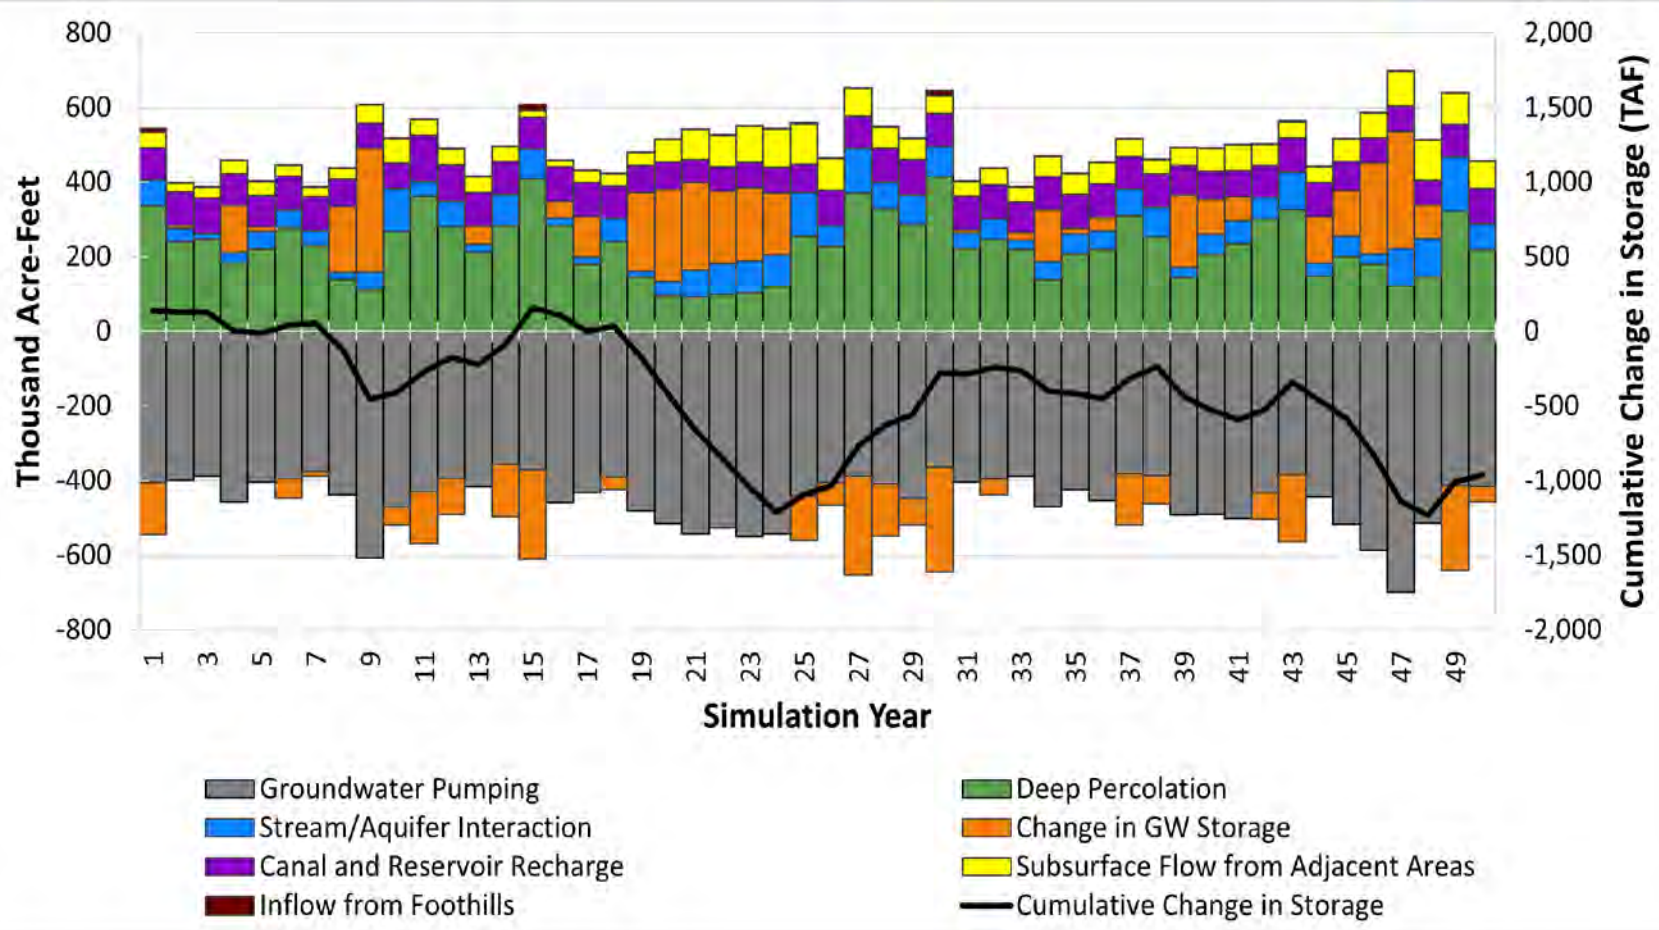 800
600
400
200
0
-200
-400
-600
-800
Thousand Acre-Feet
2,000
1,500
1,000
500
0
-500
-1,000
-1,500
-2,000
Cumulative Change in Storage (TAF)
1 3 5 7 9 11 13 15 17 19 21 23 25 27 29 31 33 35 37 39 41 43 45 47 49
Simulation Year
Groundwater Pumping
Deep Percolation
Stream/Aquifer Interaction
Change in GW Storage
Canal and Reservoir Recharge
Subsurface Flow from Adjacent Areas
Inflow from Foothills
Cumulative Change in Storage